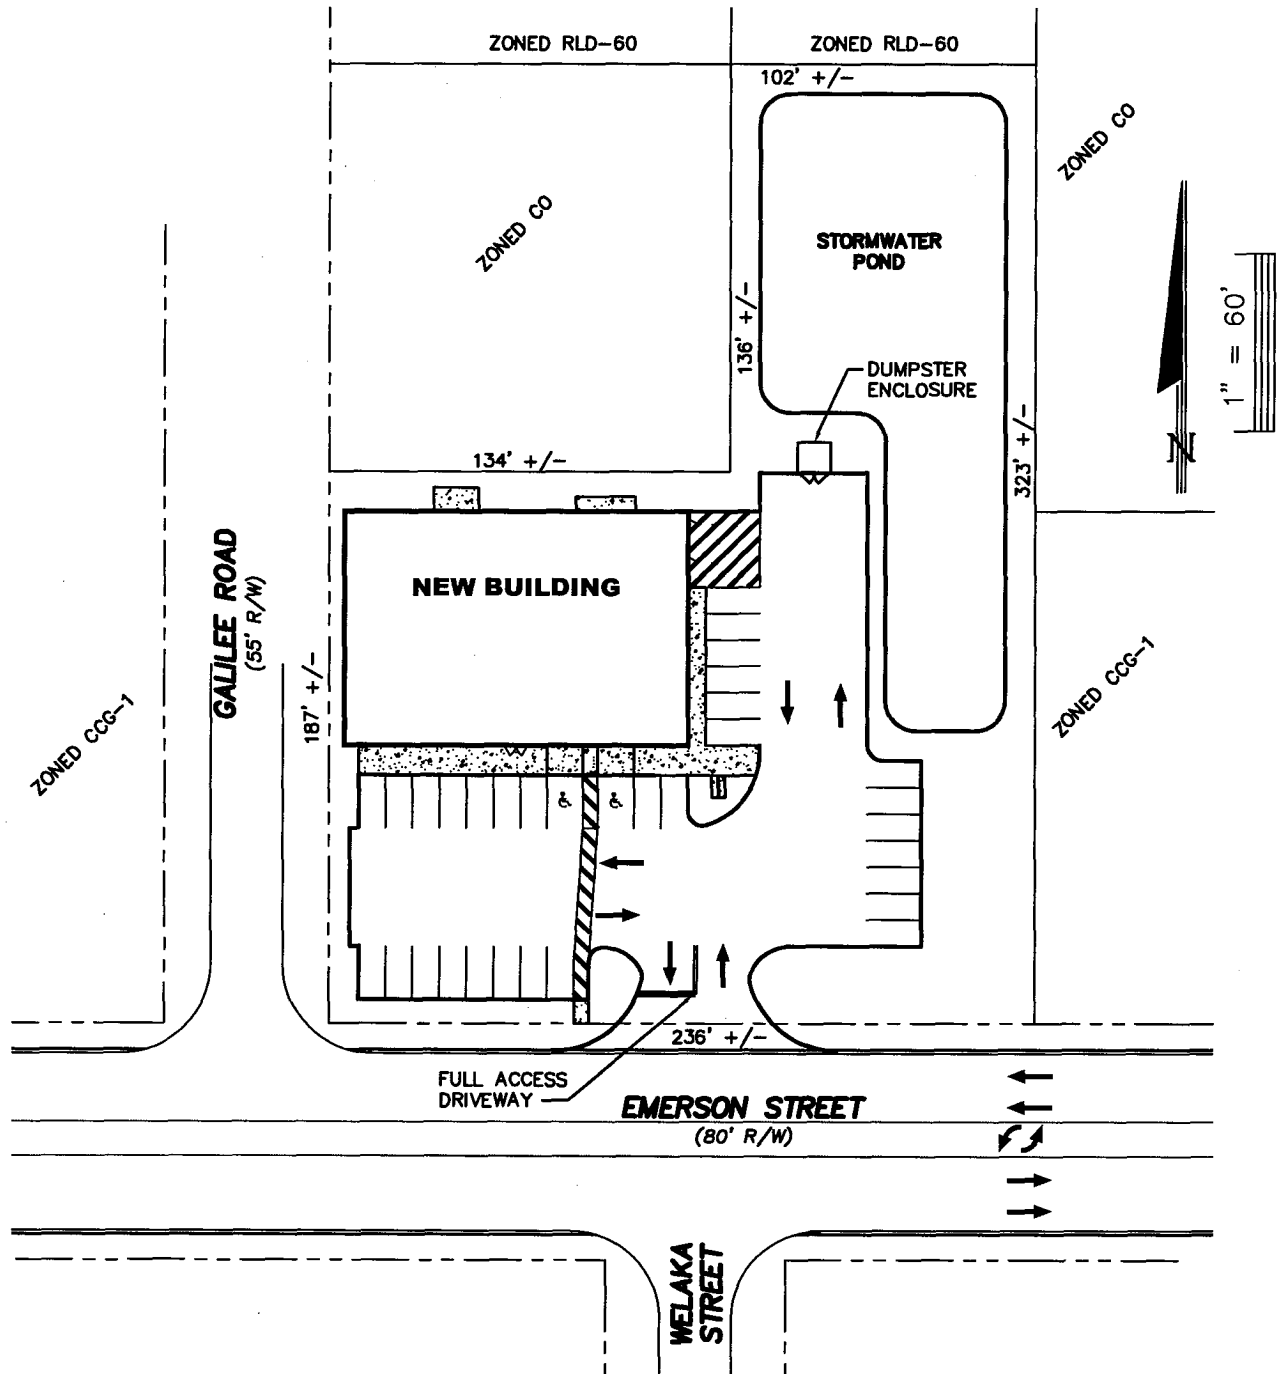 ZONED RLD-60
ZONED RLD-60
102' +/-
ZONED CO
ZONED CO
STORMWATER
POND
136' +/-
DUMPSTER
ENCLOSURE
1" = 60'
N
134' +/-
323' +/-
NEW BUILDING
GALILEE ROAD
(55' R/W)
187' +/-
ZONED CCG-1
ZONED CCG-1
236' +/-
FULL ACCESS
DRIVEWAY
EMERSON STREET
(80' R/W)
WELAKA
STREET